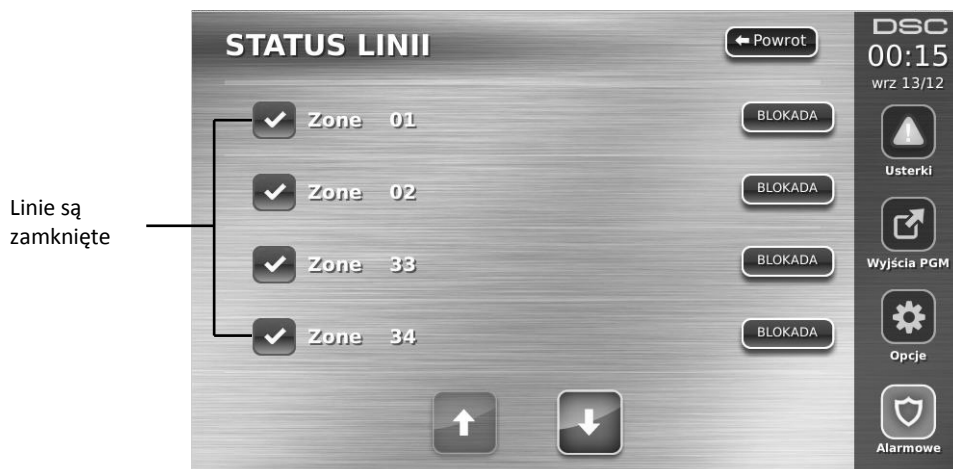 STATUS LINII
Powrot
DSC
00:15
wrz 13/12
Zone 01
BLOKADA
Usterki
Zone 02
BLOKADA
Linie są
zamknięte
Zone 33
BLOKADA
Wyjścia PGM
Zone 34
BLOKADA
Opcje
Alarmowe